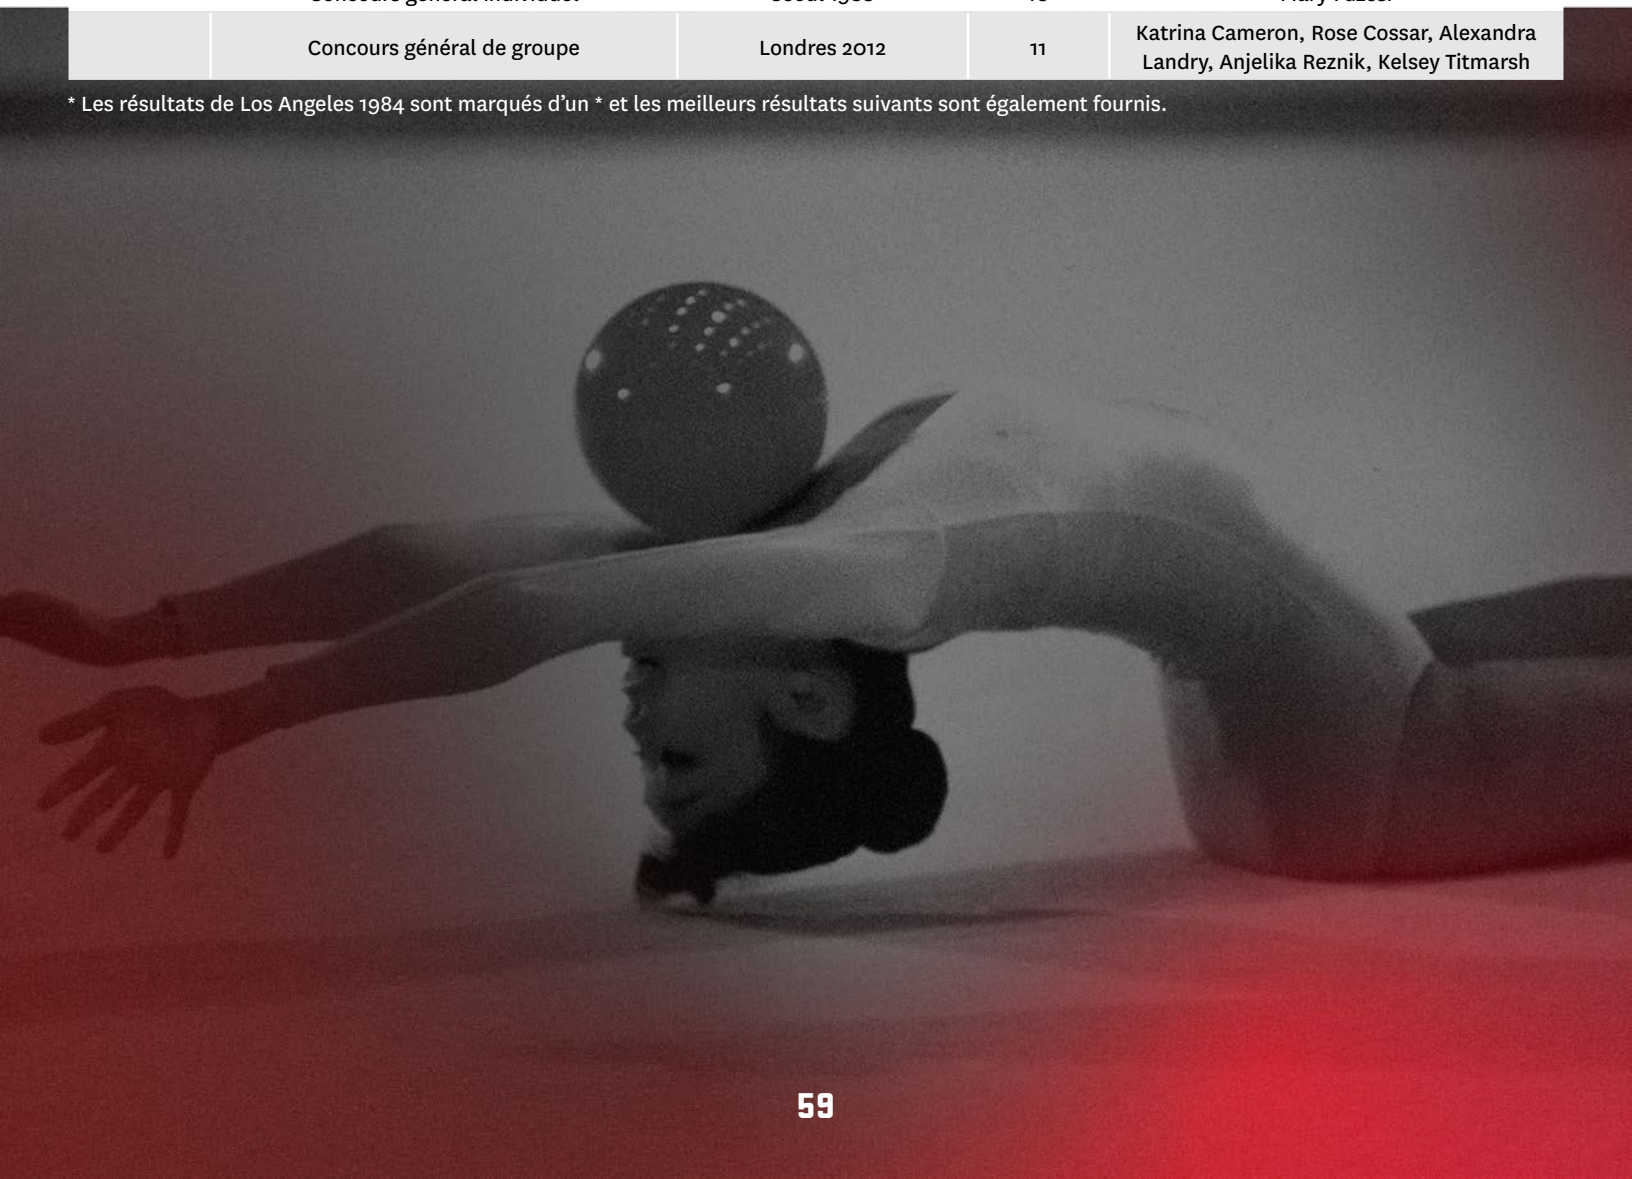 Concours général de groupe
Londres 2012
11
Katrina Cameron, Rose Cossar, Alexandra
Landry, Anjelika Reznik, Kelsey Titmarsh
* Les résultats de Los Angeles 1984 sont marqués d’un * et les meilleurs résultats suivants sont également fournis.
59